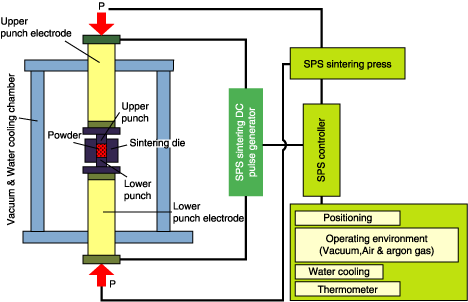 P
Upper
punch electrode
Vacuum & Water cooling chamber
Upper
punch
Powder
Sintering die
Lower
punch
Lower
punch electrode
P
SPS sintering DC
pulse generator
SPS sintering press
SPS controller
Positioning
Operating environment
(Vacuum,Air & argon gas)
Water cooling
Thermometer